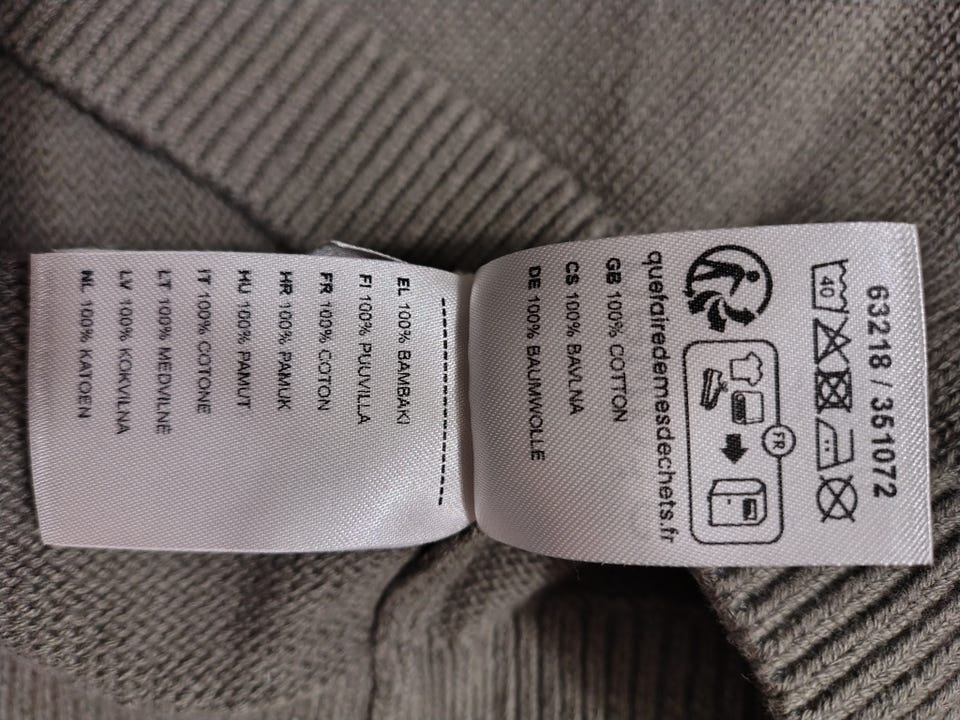 63218 / 351072
40
FR
quefairedemesdechets.fr
GB 100% COTTON
CS 100% BAVLNA
DE 100% BAUMWOLLE
EL 100% BAMBAKI
FI 100% PUUVILLA
FR 100% COTON
HR 100% PAMUK
HU 100% PAMUT
IT 100% COTONE
LT 100% MEDVILNĖ
LV 100% KOKVILNA
NL 100% KATOEN